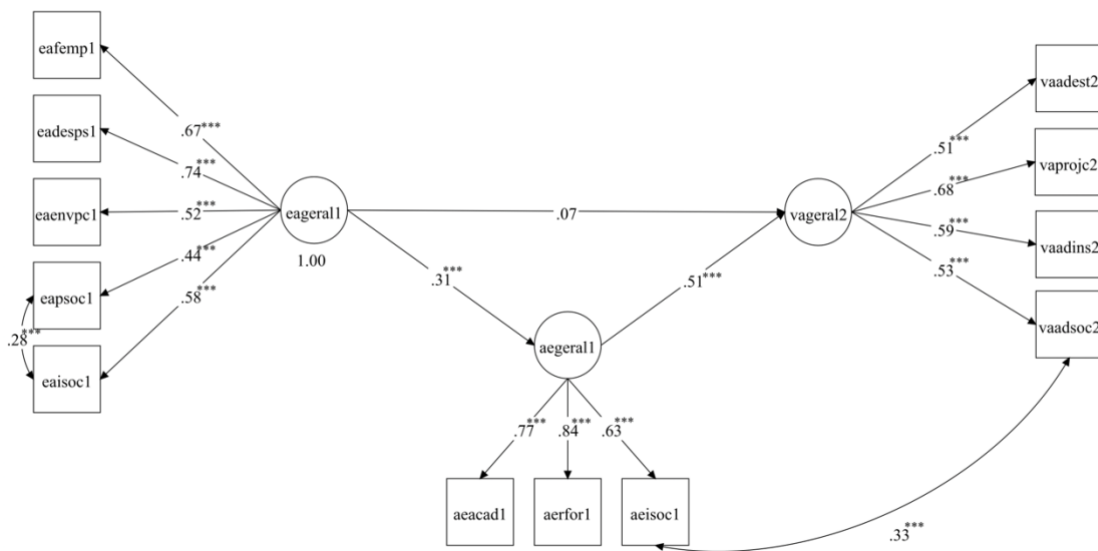 eafemp1
eadesps1
eaenvpc1
eapsoc1
eaisoc1
.28***
.67***
.74***
.52***
.44***
.58***
eageral1
1.00
.07
.31***
.51***
aegeral1
.77***
.84***
.63***
aeacad1
aerfor1
aeisoc1
vageral2
.51***
.68***
.59***
.53***
vaadest2
vaprojc2
vaadins2
vaadsoc2
.33***